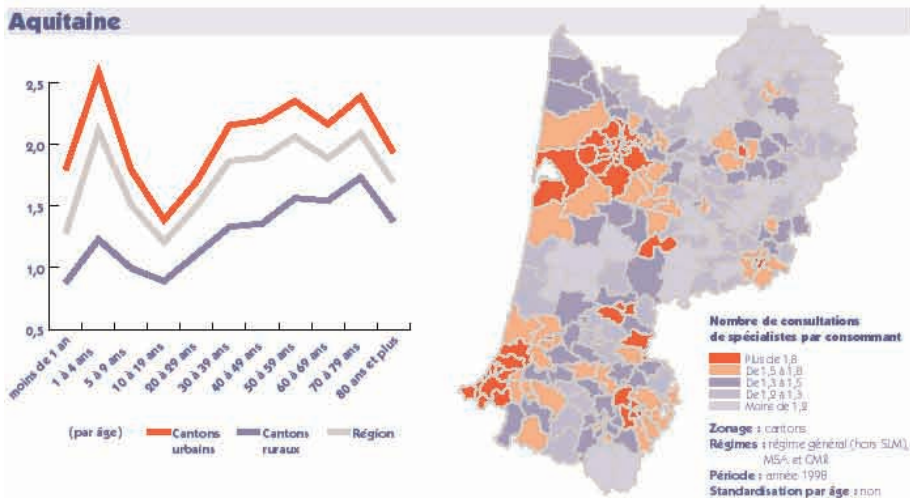 Aquitaine
2,5
2,0
1,5
1,0
0,5
moins de 1 an
1 à 4 ans
5 à 9 ans
10 à 19 ans
20 à 29 ans
30 à 39 ans
40 à 49 ans
50 à 59 ans
60 à 69 ans
70 à 79 ans
80 ans et plus
(par âge)
Cantons
urbains
Cantons
ruraux
Région
Nombre de consultations
de spécialistes par consommant
Plus de 1,8
De 1,5 à 1,8
De 1,3 à 1,5
De 1,2 à 1,3
Moins de 1,2
Zonage : cantons
Régimes : régime général (hors SLM),
MSA et CMR
Période : année 1998
Standardisation par âge : non